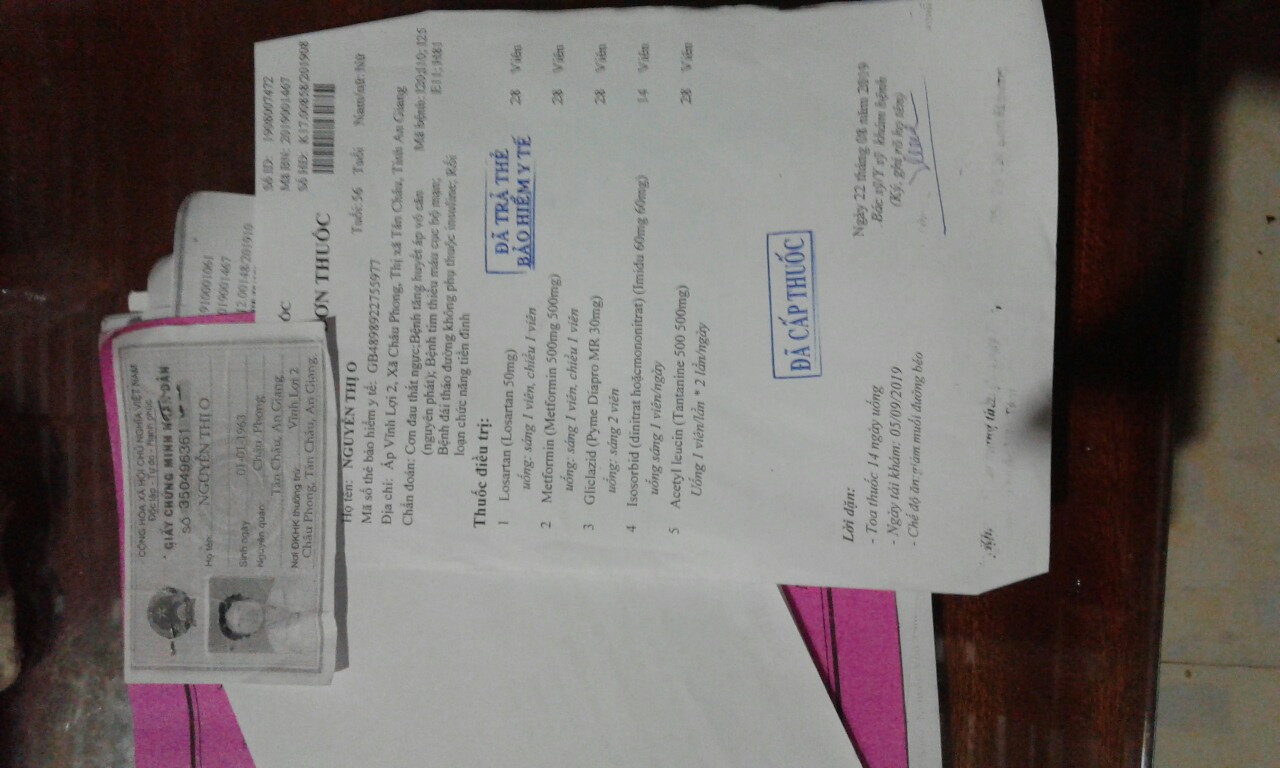 CỘNG HÒA XÃ HỘI CHỦ NGHĨA VIỆT NAM
Độc lập - Tự do - Hạnh phúc
GIẤY CHỨNG MINH NHÂN DÂN
SỐ 350496351
Họ tên: NGUYỄN THỊ O
Sinh ngày 01-01-1963
Nguyên quán: Châu Phong,
Tân Châu, An Giang
Nơi ĐKHK thường trú: Vĩnh Lợi 2,
Châu Phong, Tân Châu, An Giang
1910001061
019001467
12.00148/201910
ỐC
Số ID: 1908007472
Mã BN: 2019001467
Số HD: K17.00858/201908
ƠN THUỐC
Họ tên: NGUYỄN THỊ O Tuổi: 56 Tuổi Nam/nữ: Nữ
Mã số thẻ bảo hiểm y tế: GB4898922755977
Địa chỉ: Ấp Vĩnh Lợi 2, Xã Châu Phong, Thị xã Tân Châu, Tỉnh An Giang
Chẩn đoán: Cơn đau thắt ngực; Bệnh tăng huyết áp vô căn Mã bệnh: I20; I10; I25
(nguyên phát); Bệnh tim thiếu máu cục bộ mạn; E11; H81
Bệnh đái tháo đường không phụ thuộc insuline; Rối
loạn chức năng tiền đình
Thuốc điều trị:
ĐÃ TRẢ THẺ
BẢO HIỂM Y TẾ
1 Losartan (Losartan 50mg) 28 Viên
uống: sáng 1 viên, chiều 1 viên
2 Metformin (Metformin 500mg 500mg) 28 Viên
uống: sáng 1 viên, chiều 1 viên
3 Gliclazid (Pyme Diapro MR 30mg) 28 Viên
uống: sáng 2 viên
4 Isosorbid (dinitrat hoặcmononitrat) (Imidu 60mg 60mg) 14 Viên
uống sáng 1 viên/ngày
5 Acetyl leucin (Tantanine 500 500mg) 28 Viên
Uống 1 viên/lần * 2 lần/ngày
ĐÃ CẤP THUỐC
Lời dặn:
- Toa thuốc 14 ngày uống
- Ngày tái khám: 05/09/2019
- Chế độ ăn giảm muối đường béo
Ngày 22 tháng 08 năm 2019
Bác sỹ/Y sỹ khám bệnh
(Ký, ghi rõ họ tên)